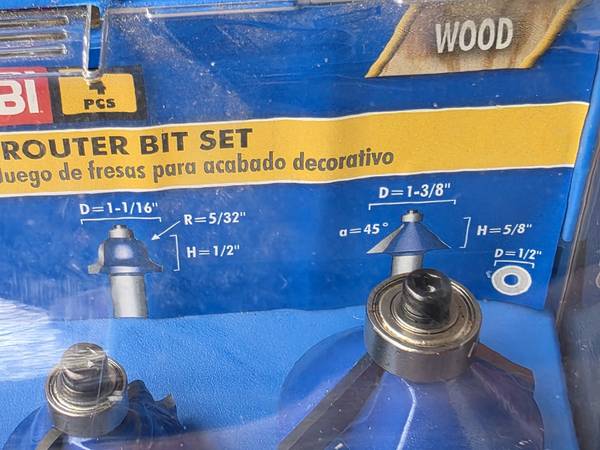 WOOD
BI
4
PCS
ROUTER BIT SET
Juego de fresas para acabado decorativo
D=1-1/16"
R=5/32"
H=1/2"
D=1-3/8"
α=45°
H=5/8"
D=1/2"